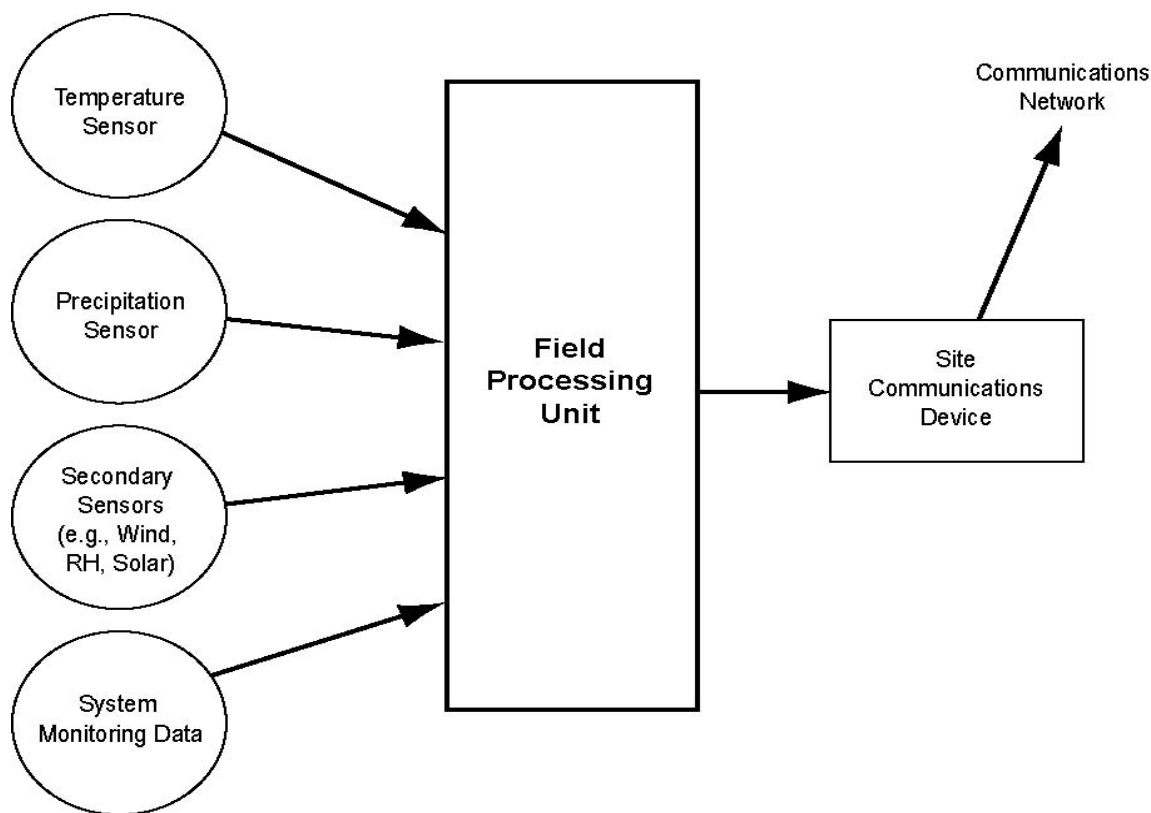 Temperature
Sensor
Precipitation
Sensor
Secondary
Sensors
(e.g., Wind,
RH, Solar)
System
Monitoring Data
Field
Processing
Unit
Site
Communications
Device
Communications
Network